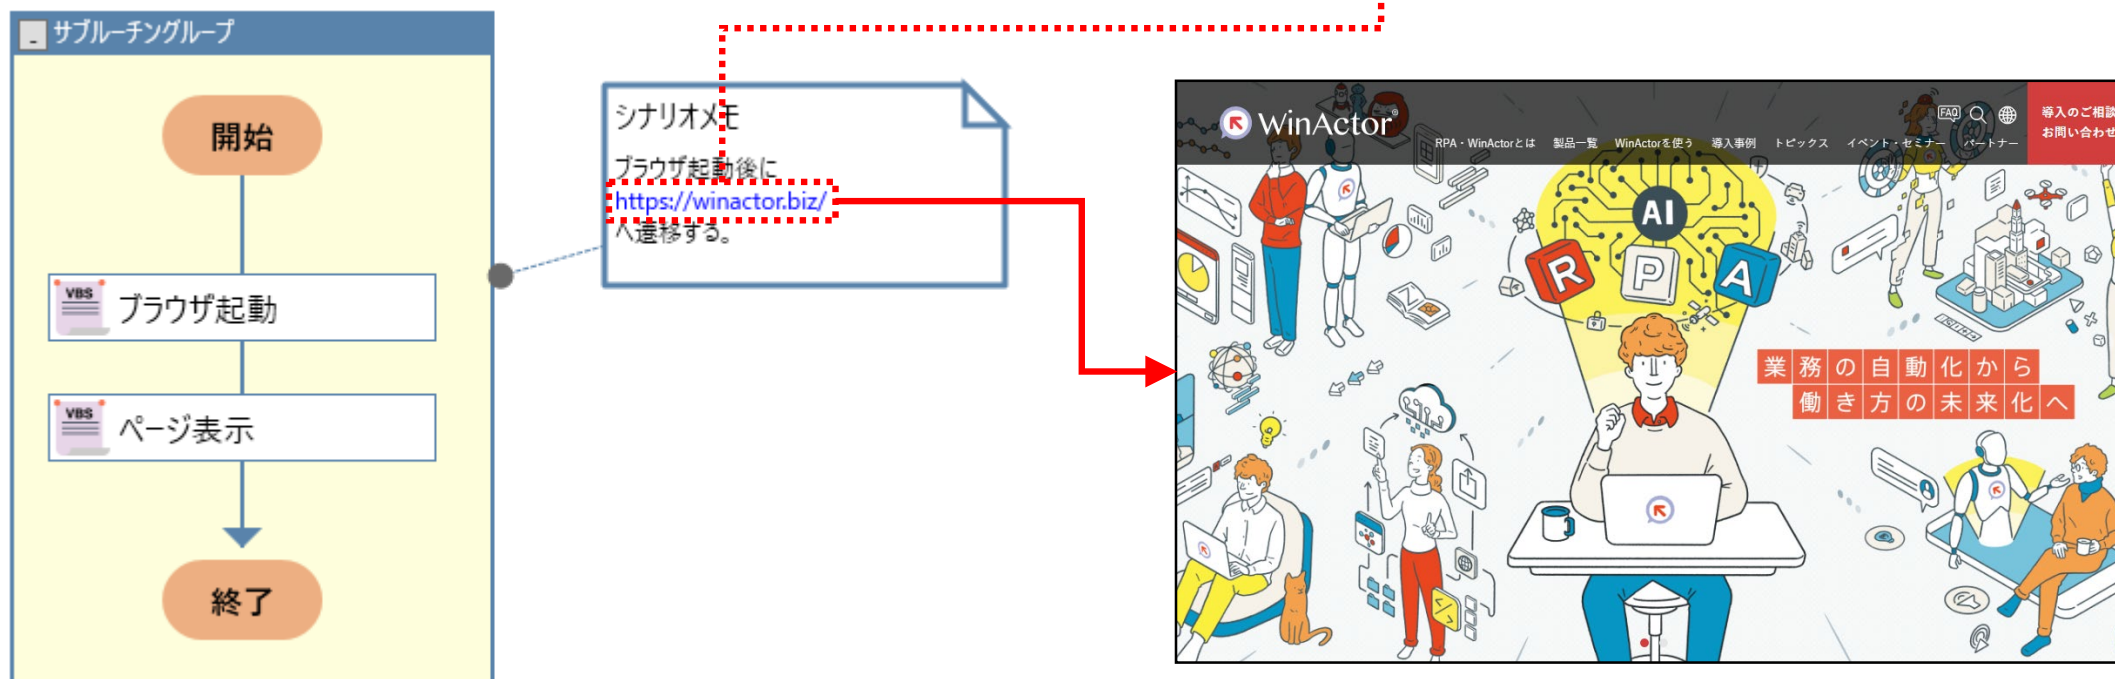 サブルーチングループ
開始
VBS
ブラウザ起動
VBS
ページ表示
終了
シナリオメモ
ブラウザ起動後に
https://winactor.biz/
へ遷移する。
WinActor®
FAQ
導入のご相談
お問い合わせ
RPA・WinActorとは 製品一覧 WinActorを使う 導入事例 トピックス イベント・セミナー パートナー
AI
R P A
業務の自動化から
働き方の未来化へ